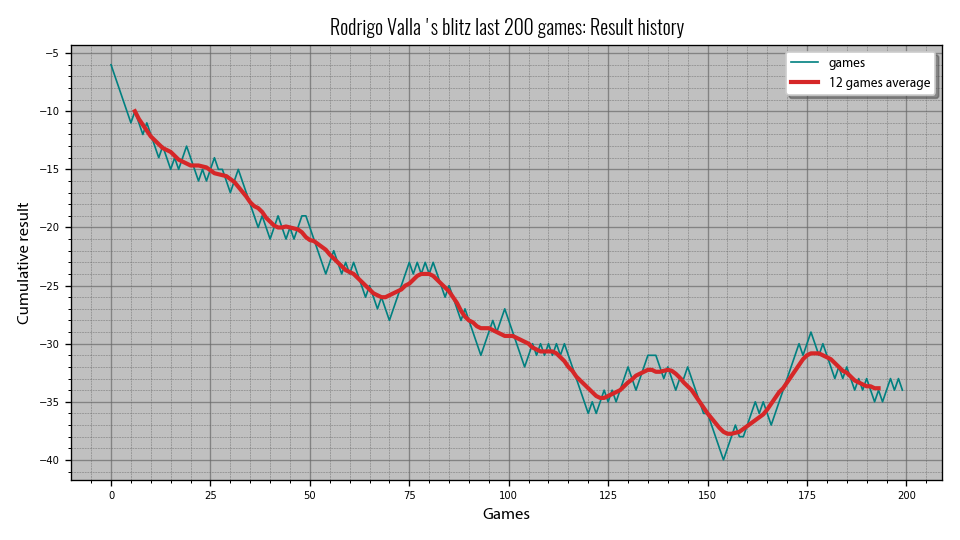 Rodrigo Valla 's blitz last 200 games: Result history
games
12 games average
Cumulative result
−5
−10
−15
−20
−25
−30
−35
−40
0 25 50 75 100 125 150 175 200
Games